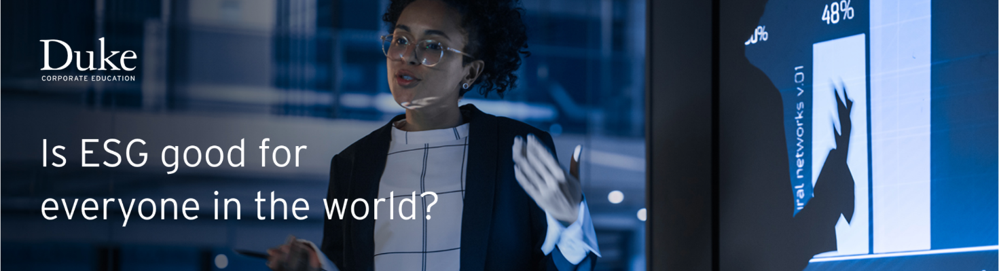 Duke
CORPORATE EDUCATION
Is ESG good for
everyone in the world?
48%
networks v.01